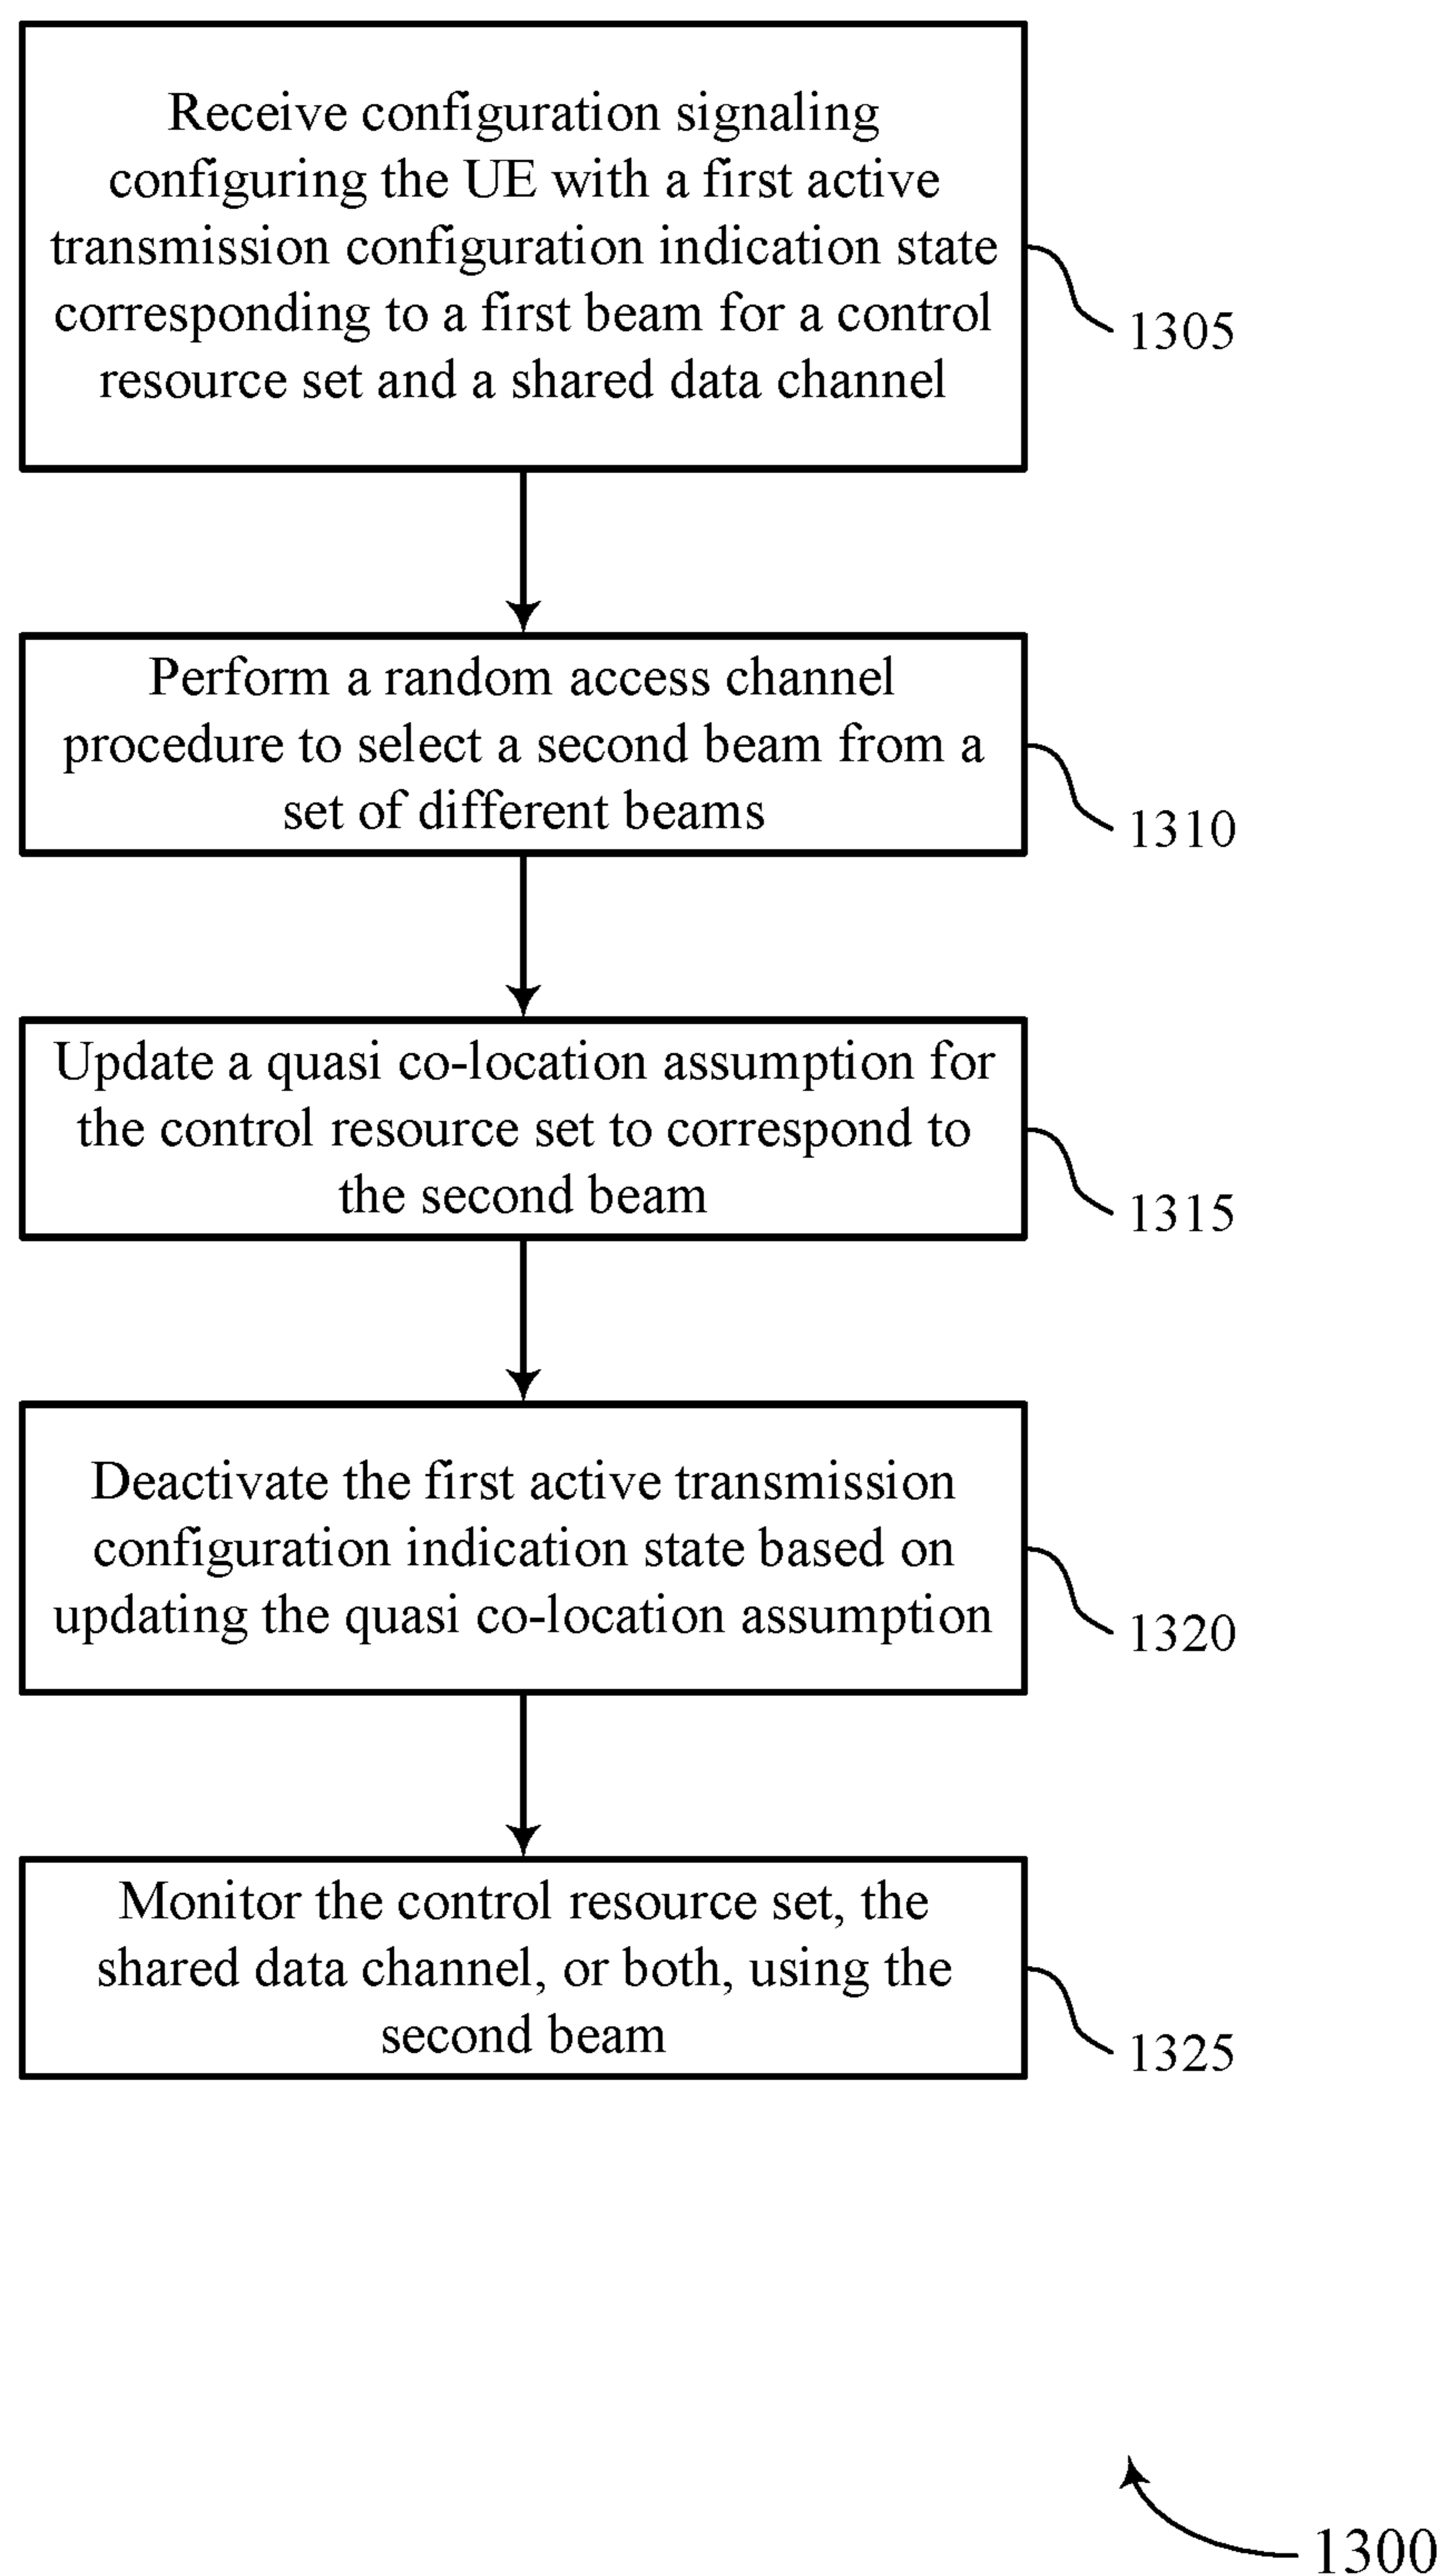 Receive configuration signaling
configuring the UE with a first active
transmission configuration indication state
corresponding to a first beam for a control
resource set and a shared data channel
1305
Perform a random access channel
procedure to select a second beam from a
set of different beams
1310
Update a quasi co-location assumption for
the control resource set to correspond to
the second beam
1315
Deactivate the first active transmission
configuration indication state based on
updating the quasi co-location assumption
1320
Monitor the control resource set, the
shared data channel, or both, using the
second beam
1325
1300